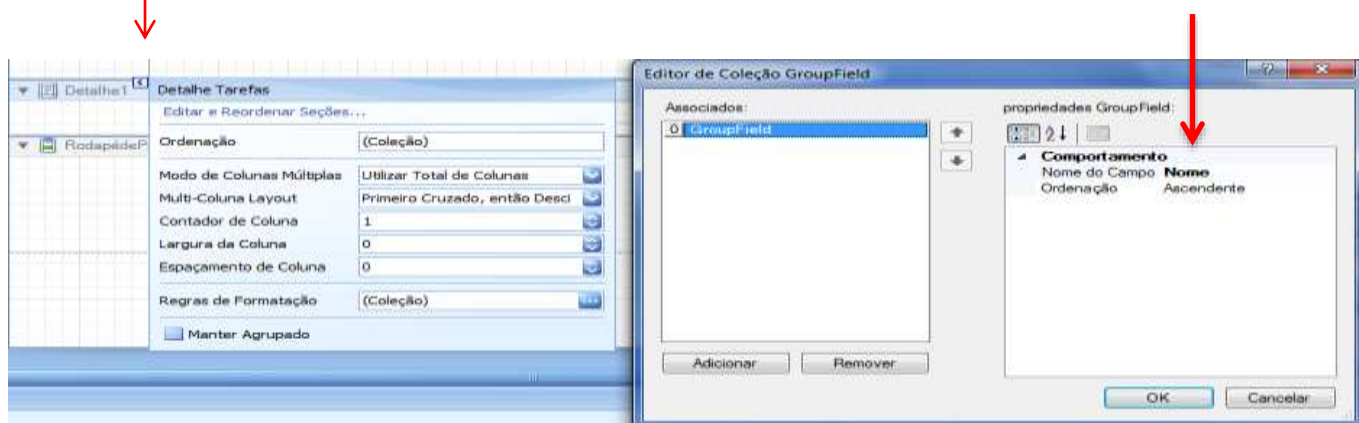 Detalhe1
RodapédeP
Detalhe Tarefas
Editar e Reordenar Seções...
Ordenação (Coleção)
Modo de Colunas Múltiplas Utilizar Total de Colunas
Multi-Coluna Layout Primeiro Cruzado, então Desci
Contador de Coluna 1
Largura da Coluna 0
Espaçamento de Coluna 0
Regras de Formatação (Coleção)
Manter Agrupado
Editor de Coleção GroupField
Associados:
0 GroupField
Adicionar Remover
propriedades GroupField:
Comportamento
Nome do Campo Nome
Ordenação Ascendente
OK Cancelar